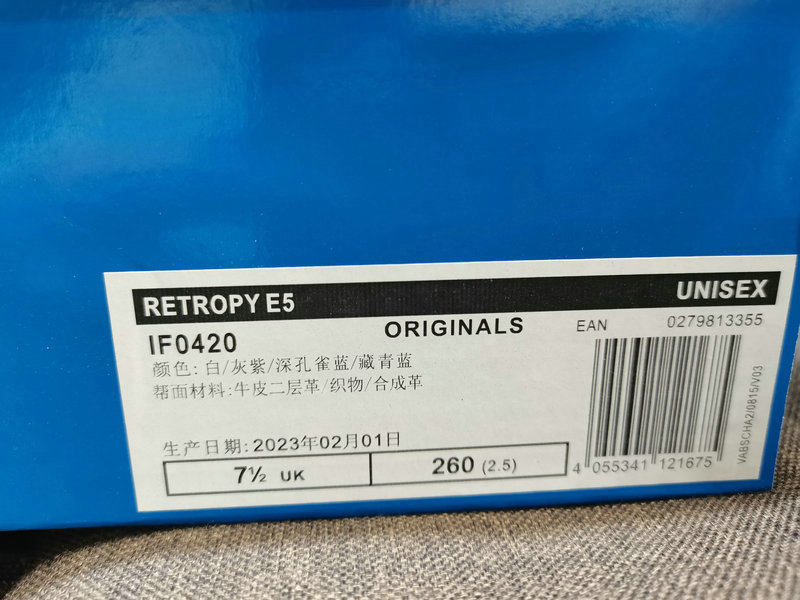 RETROPY E5 UNISEX
IF0420 ORIGINALS EAN 0279813355
颜色: 白/灰紫/深孔雀蓝/藏青蓝
帮面材料:牛皮二层革/织物/合成革
生产日期:2023年02月01日
7½ UK 260 (2.5)
4 055341 121675
VABSCHA2/0815/V03